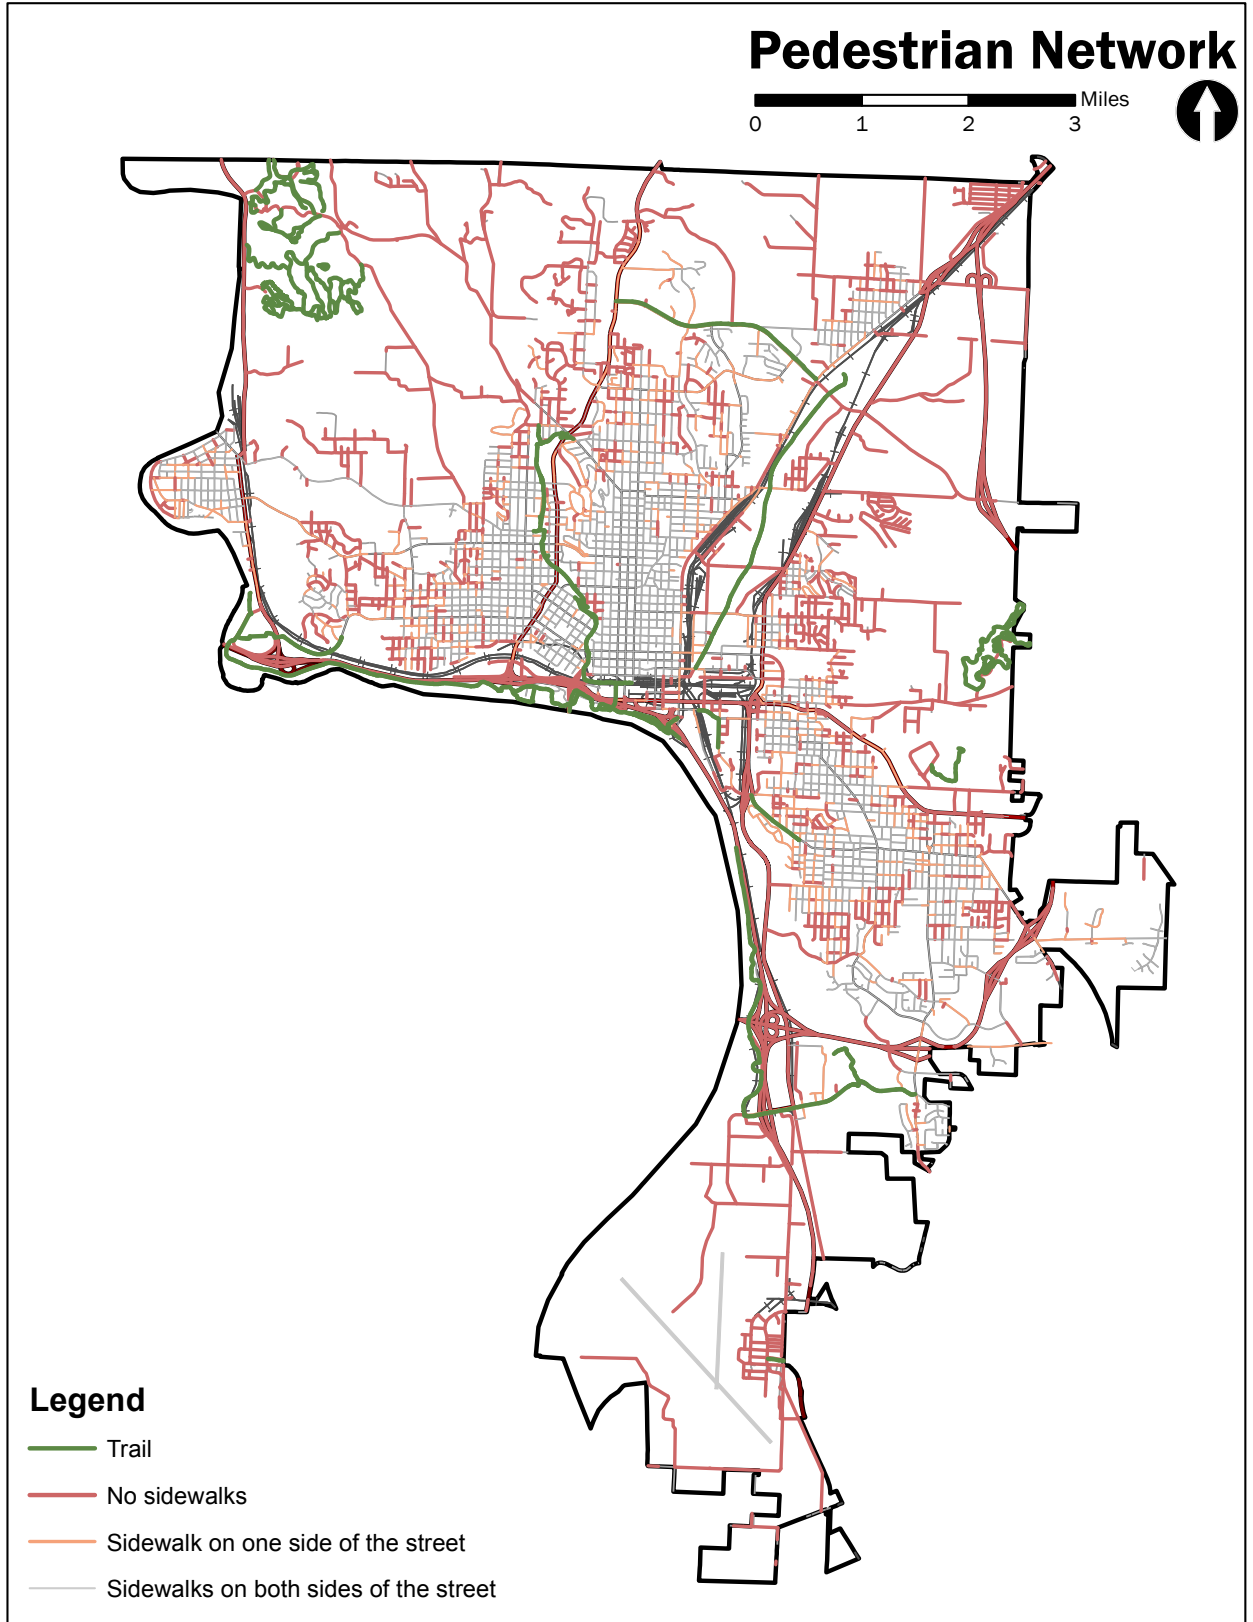 Pedestrian Network
Miles
0 1 2 3
Legend
Trail
No sidewalks
Sidewalk on one side of the street
Sidewalks on both sides of the street